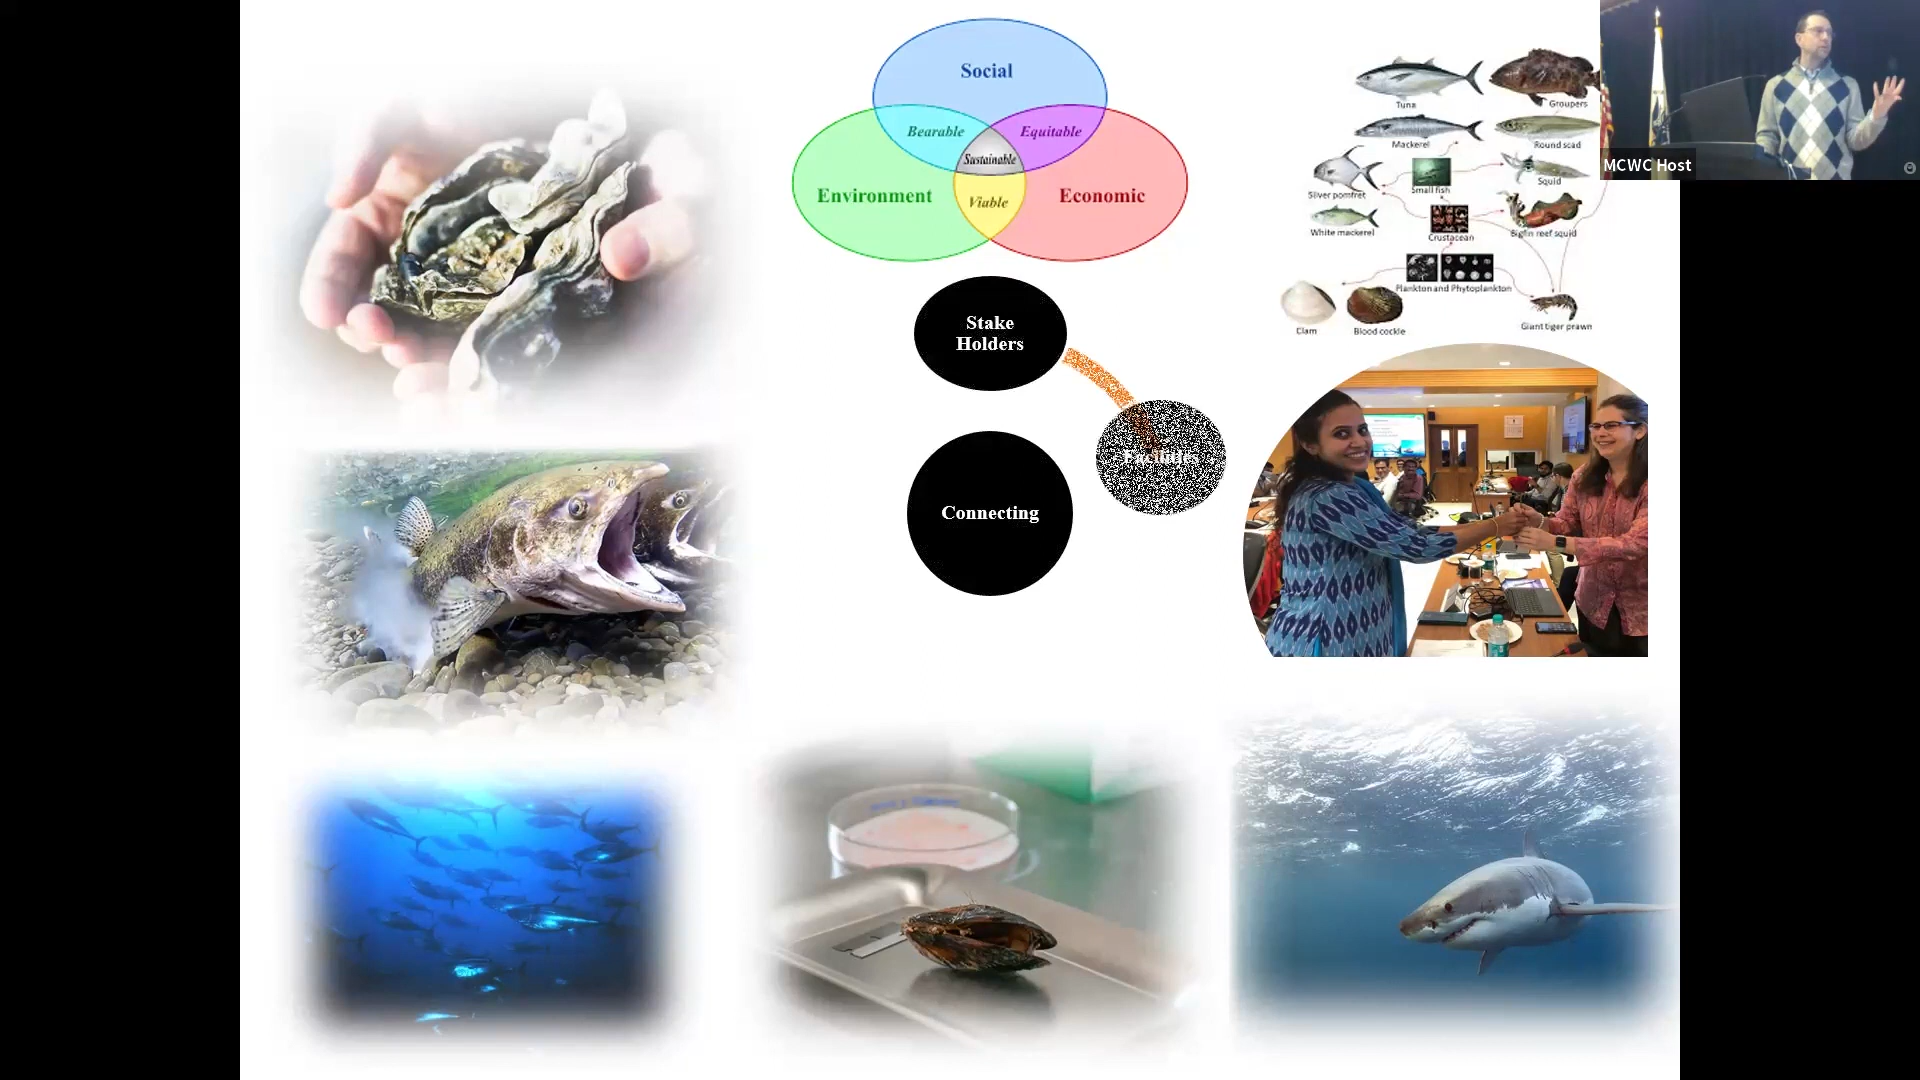 Social
Bearable
Equitable
Sustainable
Environment
Viable
Economic
Stake
Holders
Facilities
Connecting
Tuna
Groupers
Mackerel
Round scad
Silver pomfret
Small fish
Squid
White mackerel
Crustacean
Bigfin reef squid
Plankton and Phytoplankton
Clam
Blood cockle
Giant tiger prawn
MCWC Host